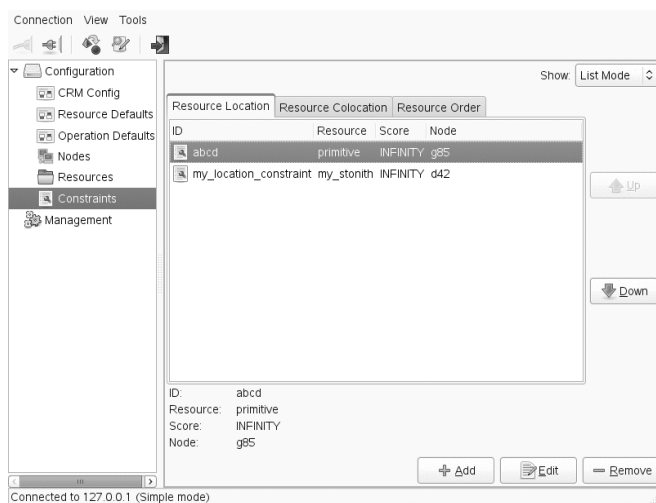 Connection View Tools
Show: List Mode
Configuration
CRM Config
Resource Defaults
Operation Defaults
Nodes
Resources
Constraints
Management
Resource Location Resource Colocation Resource Order
ID Resource Score Node
abcd primitive INFINITY g85
my_location_constraint my_stonith INFINITY d42
Up
Down
ID: abcd
Resource: primitive
Score: INFINITY
Node: g85
Add Edit Remove
Connected to 127.0.0.1 (Simple mode)